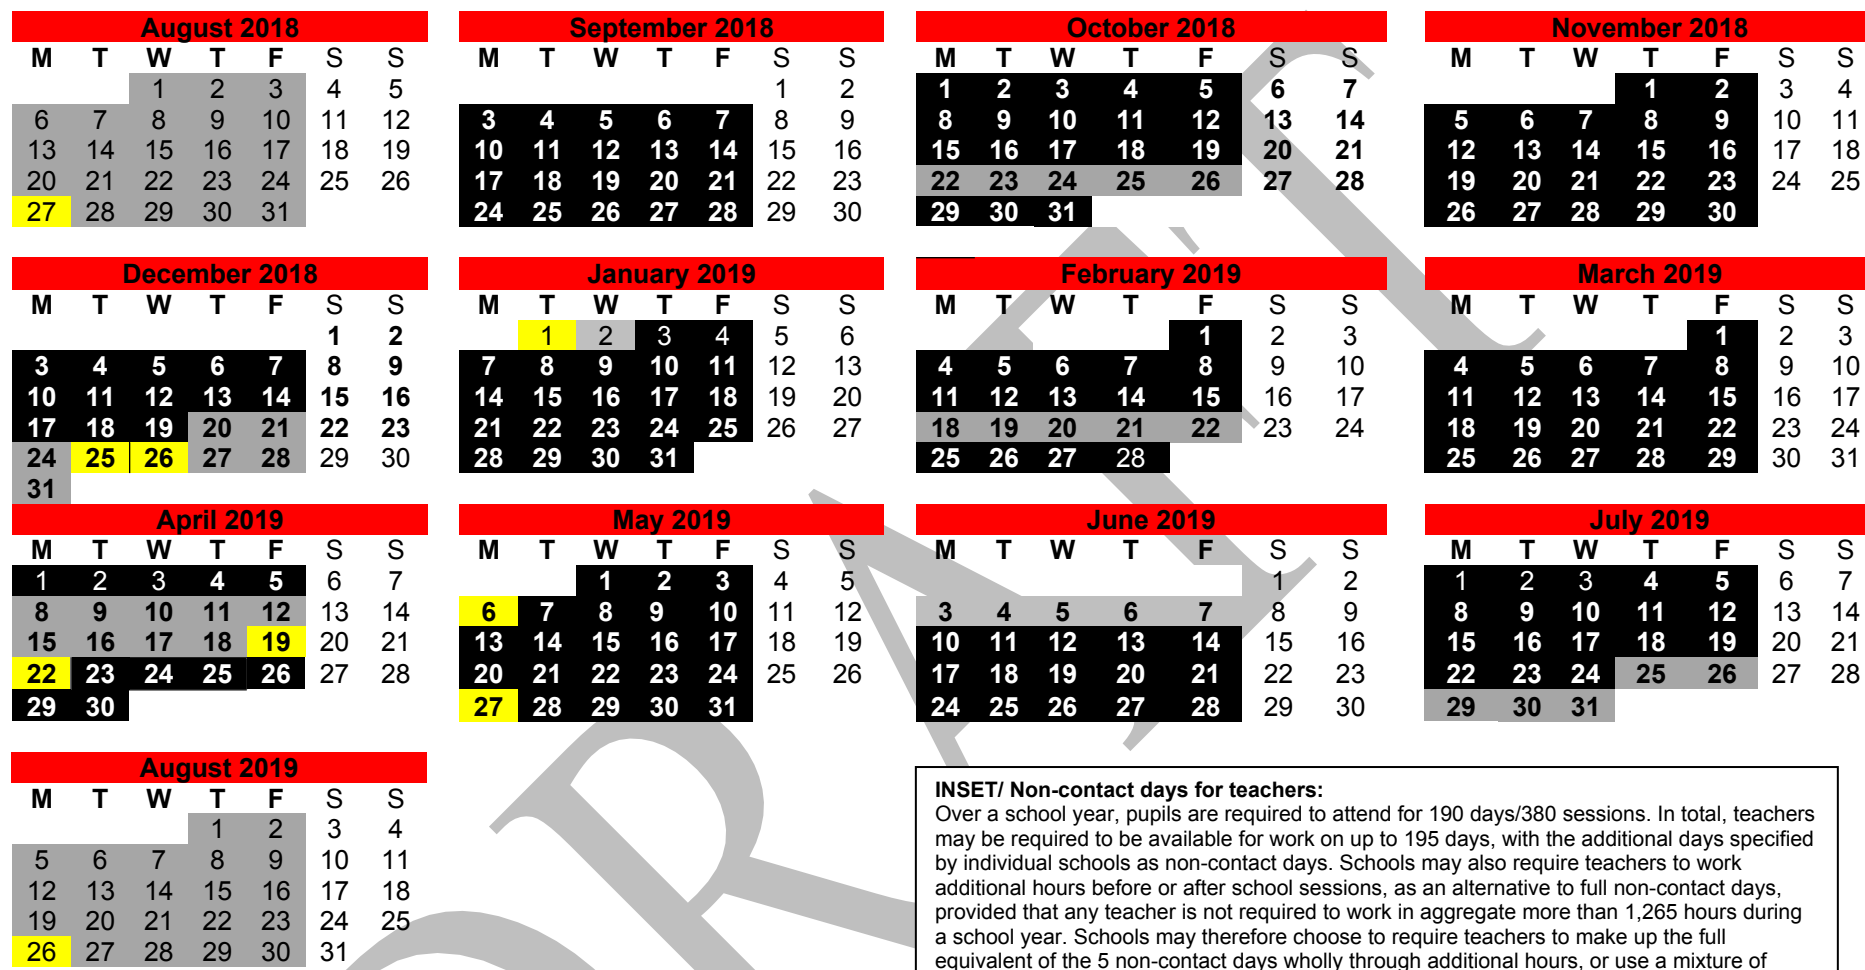 August 2018
M T W T F S S
1 2 3 4 5
6 7 8 9 10 11 12
13 14 15 16 17 18 19
20 21 22 23 24 25 26
27 28 29 30 31
September 2018
M T W T F S S
1 2
3 4 5 6 7 8 9
10 11 12 13 14 15 16
17 18 19 20 21 22 23
24 25 26 27 28 29 30
October 2018
M T W T F S S
1 2 3 4 5 6 7
8 9 10 11 12 13 14
15 16 17 18 19 20 21
22 23 24 25 26 27 28
29 30 31
November 2018
M T W T F S S
1 2 3 4
5 6 7 8 9 10 11
12 13 14 15 16 17 18
19 20 21 22 23 24 25
26 27 28 29 30
December 2018
M T W T F S S
1 2
3 4 5 6 7 8 9
10 11 12 13 14 15 16
17 18 19 20 21 22 23
24 25 26 27 28 29 30
31
January 2019
M T W T F S S
1 2 3 4 5 6
7 8 9 10 11 12 13
14 15 16 17 18 19 20
21 22 23 24 25 26 27
28 29 30 31
February 2019
M T W T F S S
1 2 3
4 5 6 7 8 9 10
11 12 13 14 15 16 17
18 19 20 21 22 23 24
25 26 27 28
March 2019
M T W T F S S
1 2 3
4 5 6 7 8 9 10
11 12 13 14 15 16 17
18 19 20 21 22 23 24
25 26 27 28 29 30 31
April 2019
M T W T F S S
1 2 3 4 5 6 7
8 9 10 11 12 13 14
15 16 17 18 19 20 21
22 23 24 25 26 27 28
29 30
May 2019
M T W T F S S
1 2 3 4 5
6 7 8 9 10 11 12
13 14 15 16 17 18 19
20 21 22 23 24 25 26
27 28 29 30 31
June 2019
M T W T F S S
1 2
3 4 5 6 7 8 9
10 11 12 13 14 15 16
17 18 19 20 21 22 23
24 25 26 27 28 29 30
July 2019
M T W T F S S
1 2 3 4 5 6 7
8 9 10 11 12 13 14
15 16 17 18 19 20 21
22 23 24 25 26 27 28
29 30 31
August 2019
M T W T F S S
1 2 3 4
5 6 7 8 9 10 11
12 13 14 15 16 17 18
19 20 21 22 23 24 25
26 27 28 29 30 31
INSET/ Non-contact days for teachers:
Over a school year, pupils are required to attend for 190 days/380 sessions. In total, teachers
may be required to be available for work on up to 195 days, with the additional days specified
by individual schools as non-contact days. Schools may also require teachers to work
additional hours before or after school sessions, as an alternative to full non-contact days,
provided that any teacher is not required to work in aggregate more than 1,265 hours during
a school year. Schools may therefore choose to require teachers to make up the full
equivalent of the 5 non-contact days wholly through additional hours, or use a mixture of
DRAFT